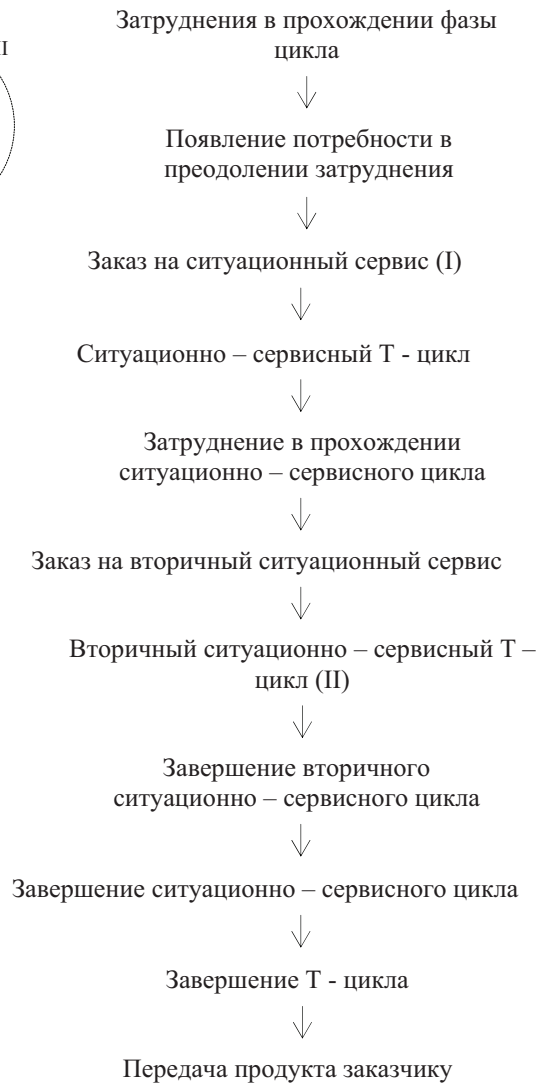 Затруднения в прохождении фазы
цикла
II
Появление потребности в
преодолении затруднения
Заказ на ситуационный сервис (I)
Ситуационно – сервисный Т - цикл
Затруднение в прохождении
ситуационно – сервисного цикла
Заказ на вторичный ситуационный сервис
Вторичный ситуационно – сервисный Т –
цикл (II)
Завершение вторичного
ситуационно – сервисного цикла
Завершение ситуационно – сервисного цикла
Завершение Т - цикла
Передача продукта заказчику